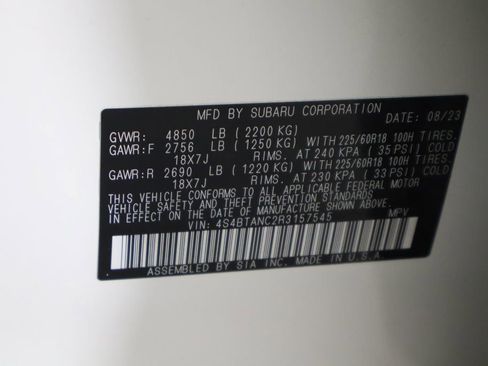 MFD BY SUBARU CORPORATION DATE: 08/23
GVWR: 4850 LB (2200 KG)
GAWR:F 2756 LB (1250 KG) WITH 225/60R18 100H TIRES.
18X7J RIMS. AT 240 KPA (35 PSI) COLD
GAWR:R 2690 LB (1220 KG) WITH 225/60R18 100H TIRES.
18X7J RIMS. AT 230 KPA (33 PSI) COLD
THIS VEHICLE CONFORMS TO ALL APPLICABLE FEDERAL MOTOR
VEHICLE SAFETY AND THEFT PREVENTION STANDARDS
IN EFFECT ON THE DATE OF MANUFACTURE SHOWN ABOVE.
VIN: 4S4BTANC2R3157545 MPV
ASSEMBLED BY SIA INC. MADE IN U.S.A.